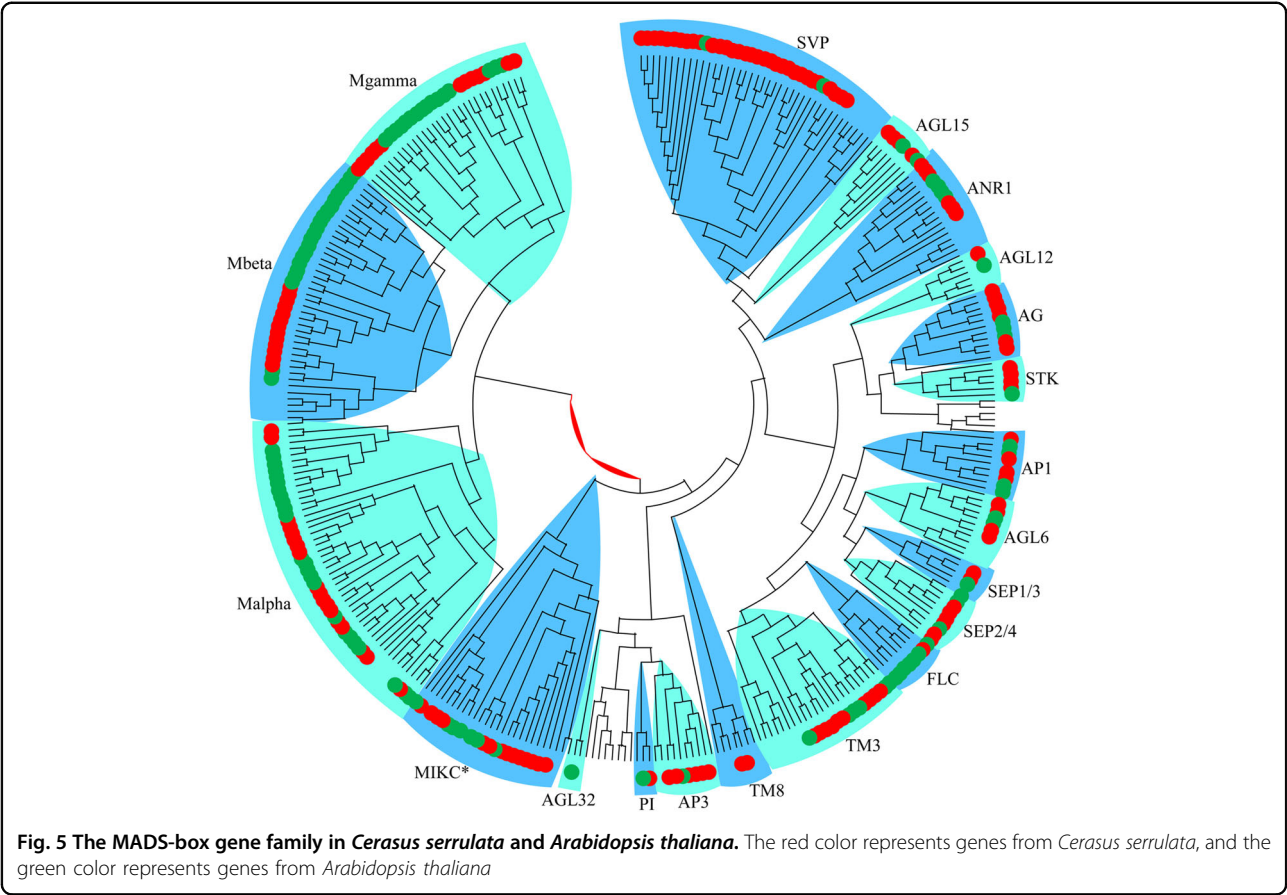 SVP
Mgamma
AGL15
ANR1
Mbeta
AGL12
AG
STK
AP1
AGL6
SEP1/3
Malpha
SEP2/4
FLC
TM3
MIKC*
AGL32
PI
AP3
TM8
Fig. 5 The MADS-box gene family in Cerasus serrulata and Arabidopsis thaliana. The red color represents genes from Cerasus serrulata, and the
green color represents genes from Arabidopsis thaliana